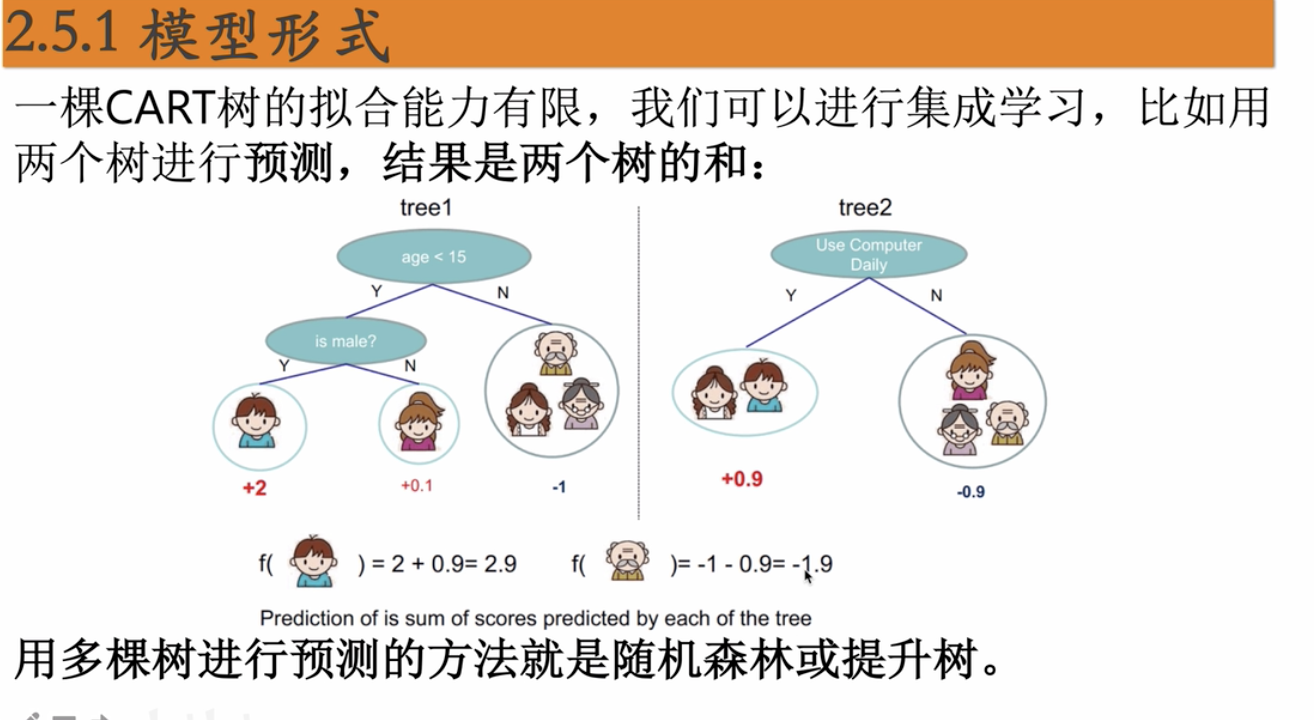 2.5.1 模型形式
一棵CART树的拟合能力有限，我们可以进行集成学习，比如用
两个树进行预测，结果是两个树的和：
tree1
tree2
age < 15
Use Computer
Daily
Y
N
Y
N
is male?
Y
N
+2
+0.1
-1
+0.9
-0.9
f( ) = 2 + 0.9= 2.9
f( )= -1 - 0.9= -1.9
Prediction of is sum of scores predicted by each of the tree
用多棵树进行预测的方法就是随机森林或提升树。